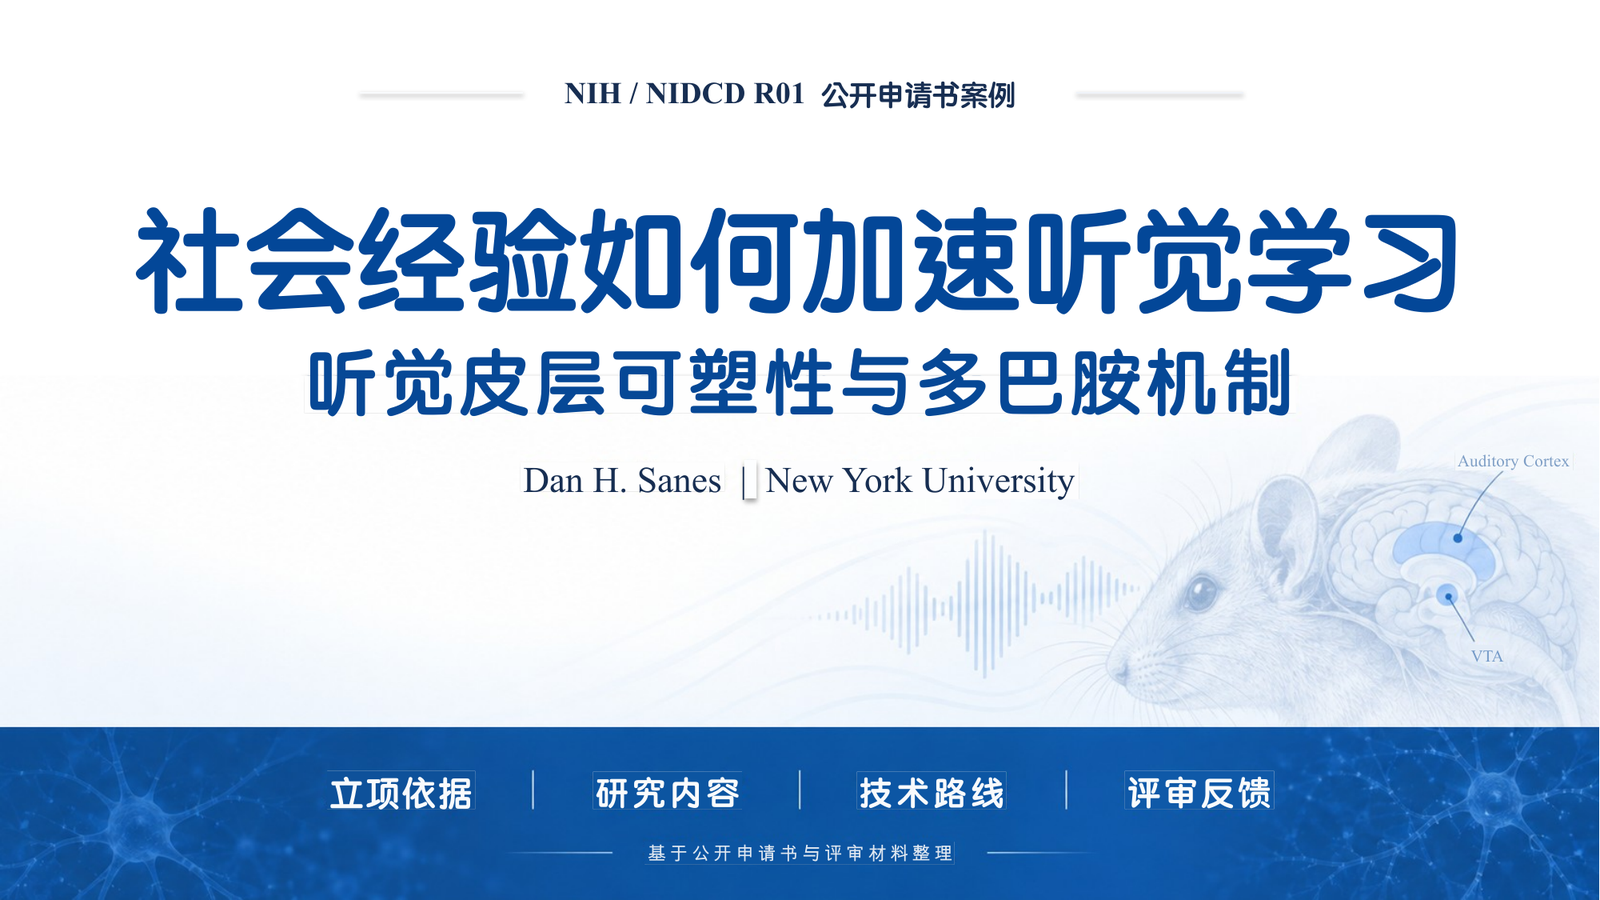 NIH / NIDCD R01 公开申请书案例
社会经验如何加速听觉学习
听觉皮层可塑性与多巴胺机制
Dan H. Sanes | New York University
Auditory Cortex
VTA
立项依据 | 研究内容 | 技术路线 | 评审反馈
基于公开申请书与评审材料整理